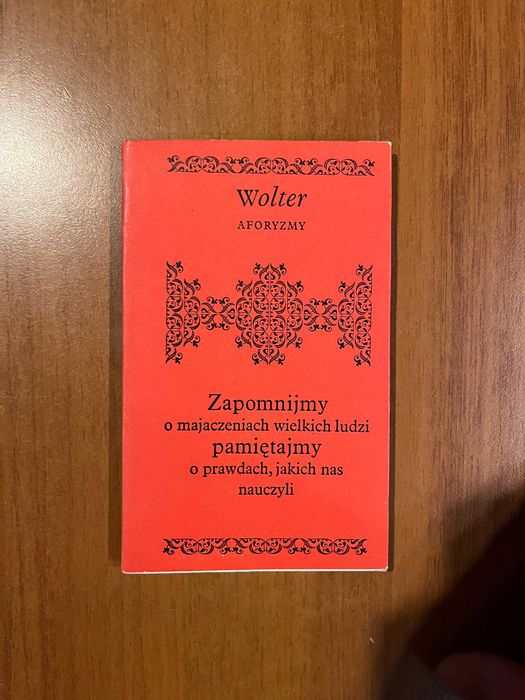 Wolter
AFORYZMY
Zapomnijmy
o majaczeniach wielkich ludzi
pamiętajmy
o prawdach, jakich nas
nauczyli